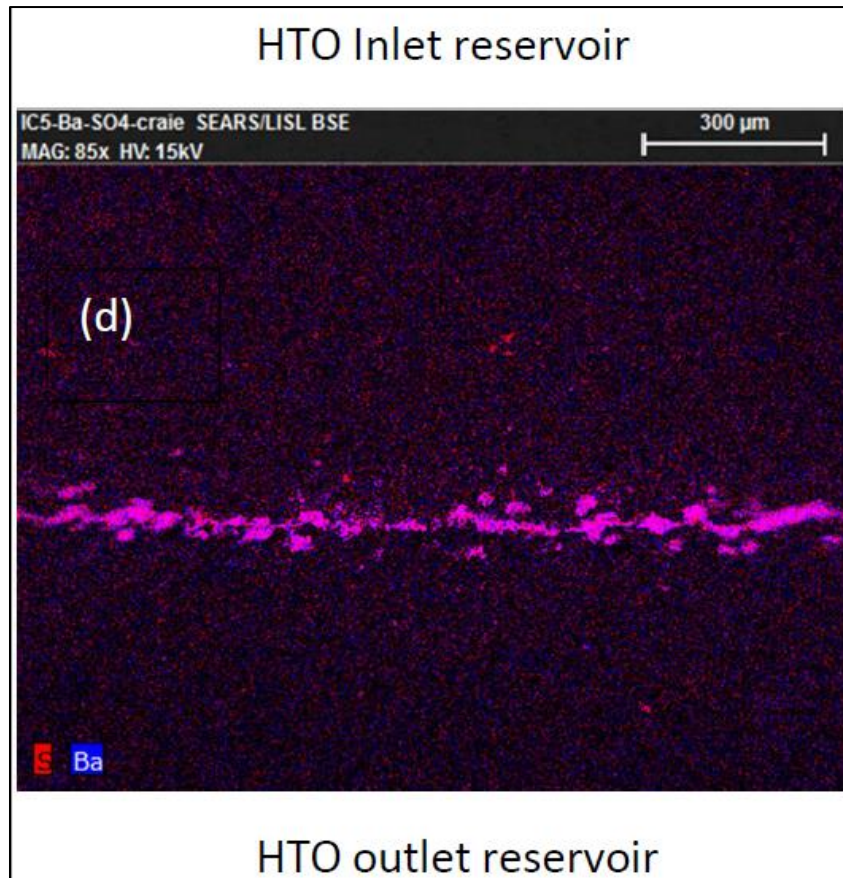 HTO Inlet reservoir
IC5-Ba-SO4-craie SEARS/LISL BSE
300 µm
MAG: 85x HV: 15kV
(d)
S Ba
HTO outlet reservoir